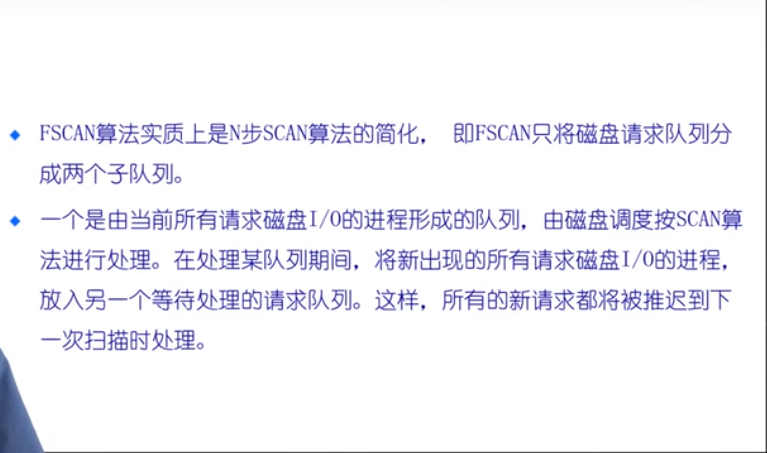 FSCAN算法实质上是N步SCAN算法的简化， 即FSCAN只将磁盘请求队列分
成两个子队列。
一个是由当前所有请求磁盘I/O的进程形成的队列，由磁盘调度按SCAN算
法进行处理。在处理某队列期间，将新出现的所有请求磁盘I/O的进程，
放入另一个等待处理的请求队列。这样，所有的新请求都将被推迟到下
一次扫描时处理。